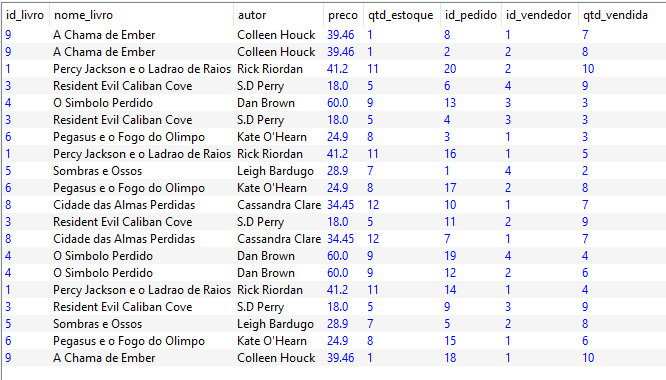 id_livro nome_livro autor preco qtd_estoque id_pedido id_vendedor qtd_vendida
9 A Chama de Ember Colleen Houck 39.46 1 8 1 7
9 A Chama de Ember Colleen Houck 39.46 1 2 2 8
1 Percy Jackson e o Ladrao de Raios Rick Riordan 41.2 11 20 2 10
3 Resident Evil Caliban Cove S.D Perry 18.0 5 6 4 9
4 O Simbolo Perdido Dan Brown 60.0 9 13 3 3
3 Resident Evil Caliban Cove S.D Perry 18.0 5 4 3 3
6 Pegasus e o Fogo do Olimpo Kate O'Hearn 24.9 8 3 1 3
1 Percy Jackson e o Ladrao de Raios Rick Riordan 41.2 11 16 1 5
5 Sombras e Ossos Leigh Bardugo 28.9 7 1 4 2
6 Pegasus e o Fogo do Olimpo Kate O'Hearn 24.9 8 17 2 8
8 Cidade das Almas Perdidas Cassandra Clare 34.45 12 10 1 7
3 Resident Evil Caliban Cove S.D Perry 18.0 5 11 2 9
8 Cidade das Almas Perdidas Cassandra Clare 34.45 12 7 1 7
4 O Simbolo Perdido Dan Brown 60.0 9 19 4 4
4 O Simbolo Perdido Dan Brown 60.0 9 12 2 6
1 Percy Jackson e o Ladrao de Raios Rick Riordan 41.2 11 14 1 4
3 Resident Evil Caliban Cove S.D Perry 18.0 5 9 3 9
5 Sombras e Ossos Leigh Bardugo 28.9 7 5 2 8
6 Pegasus e o Fogo do Olimpo Kate O'Hearn 24.9 8 15 1 6
9 A Chama de Ember Colleen Houck 39.46 1 18 1 10